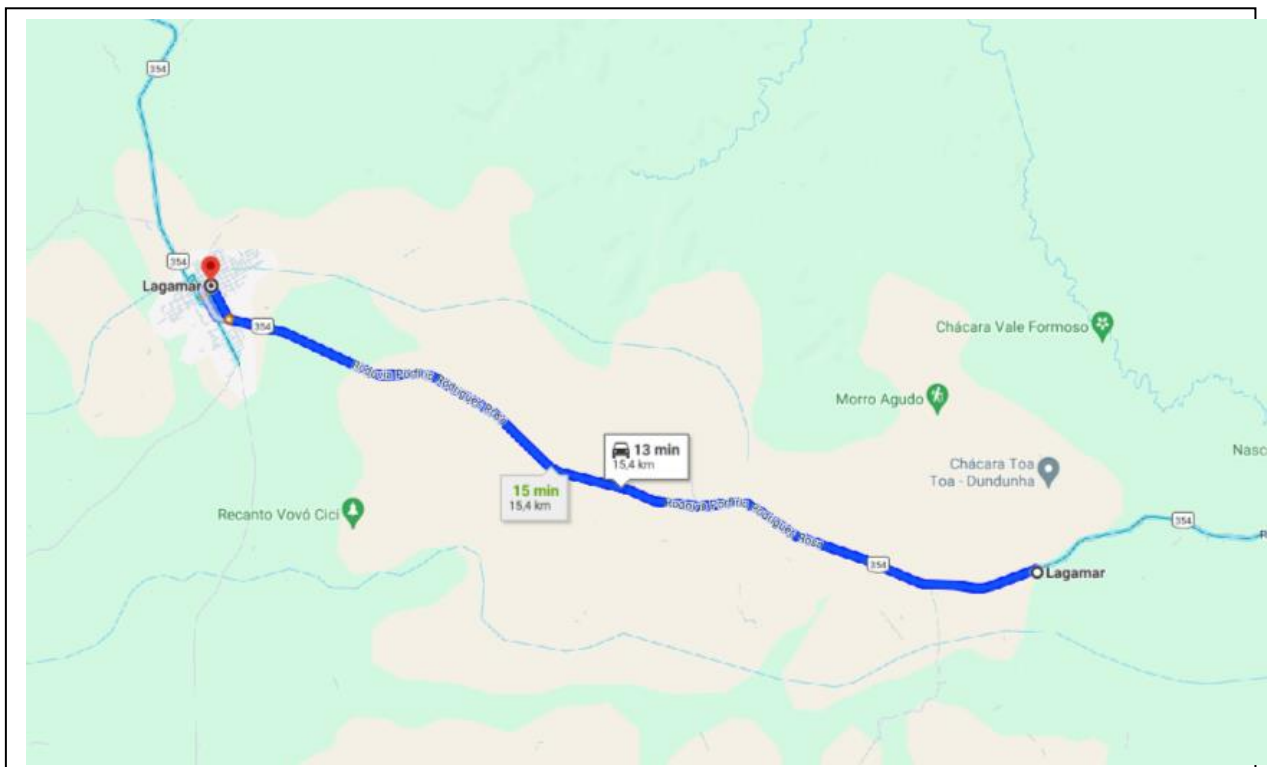 354
354
Lagamar
354
Chácara Vale Formoso
Morro Agudo
13 min
15,4 km
Nasc
Chácara Toa
Toa - Dundunha
15 min
15,4 km
Recanto Vovó Cici
354
354
Lagamar